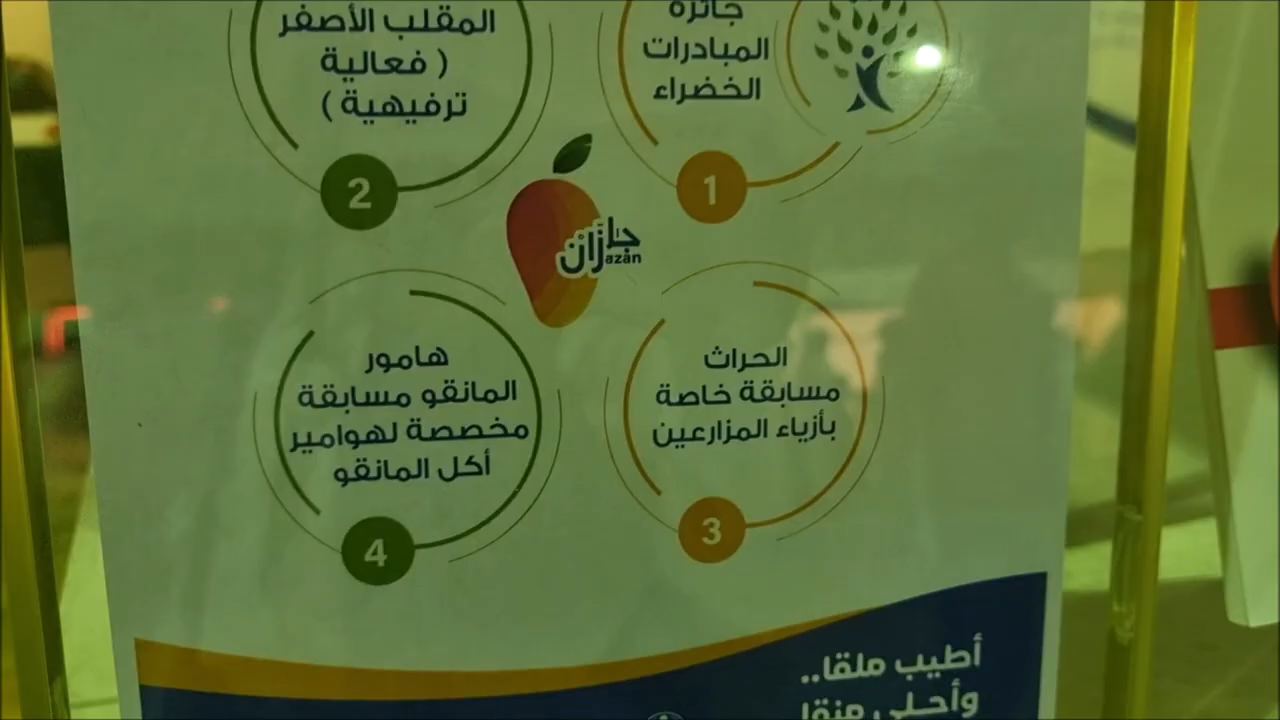 جائزة
المبادرات
الخضراء
1
المقلب الأصفر
( فعالية
ترفيهية )
2
جازان
Jazan
الحراث
مسابقة خاصة
بأزياء المزارعين
3
هامور
المانقو مسابقة
مخصصة لهوامير
أكل المانقو
4
أطيب ملقا..
وأحلى منقا